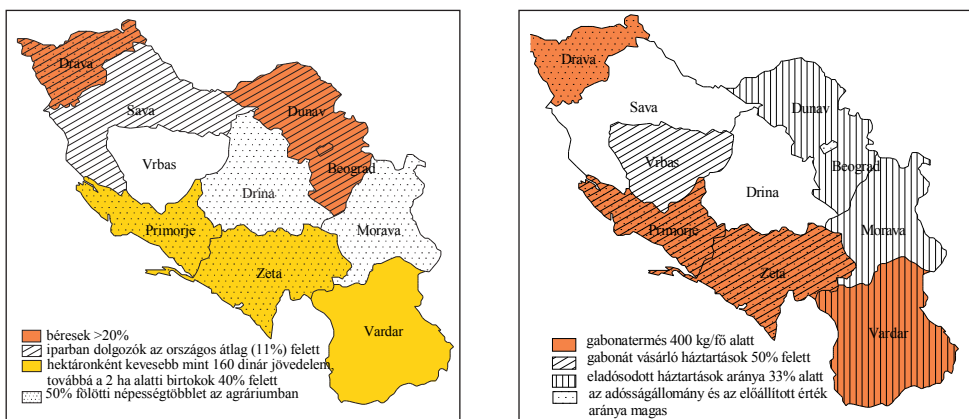 Drava
Sava
Dunav
Vrbas
Beograd
Drina
Primorje
Morava
Zeta
Vardar
béresek >20%
iparban dolgozók az országos átlag (11%) felett
hektáronként kevesebb mint 160 dinár jövedelem,
továbbá a 2 ha alatti birtokok 40% felett
50% fölötti népességtöbblet az agráriumban
Drava
Sava
Dunav
Vrbas
Beograd
Drina
Primorje
Morava
Zeta
Vardar
gabonatermés 400 kg/fő alatt
gabonát vásárló háztartások 50% felett
eladósodott háztartások aránya 33% alatt
az adósságállomány és az előállított érték
aránya magas